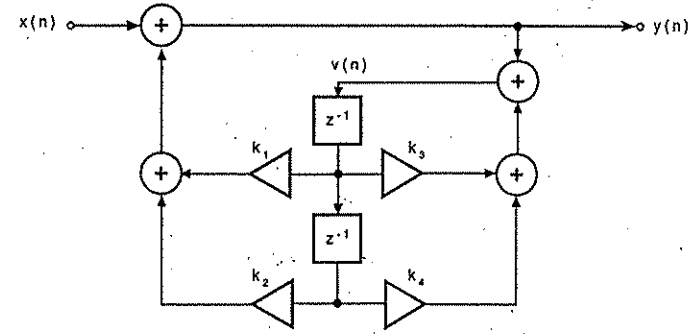 x(n)
+
y(n)
v(n)
+
z⁻¹
k₁
k₃
+
+
z⁻¹
k₂
k₄